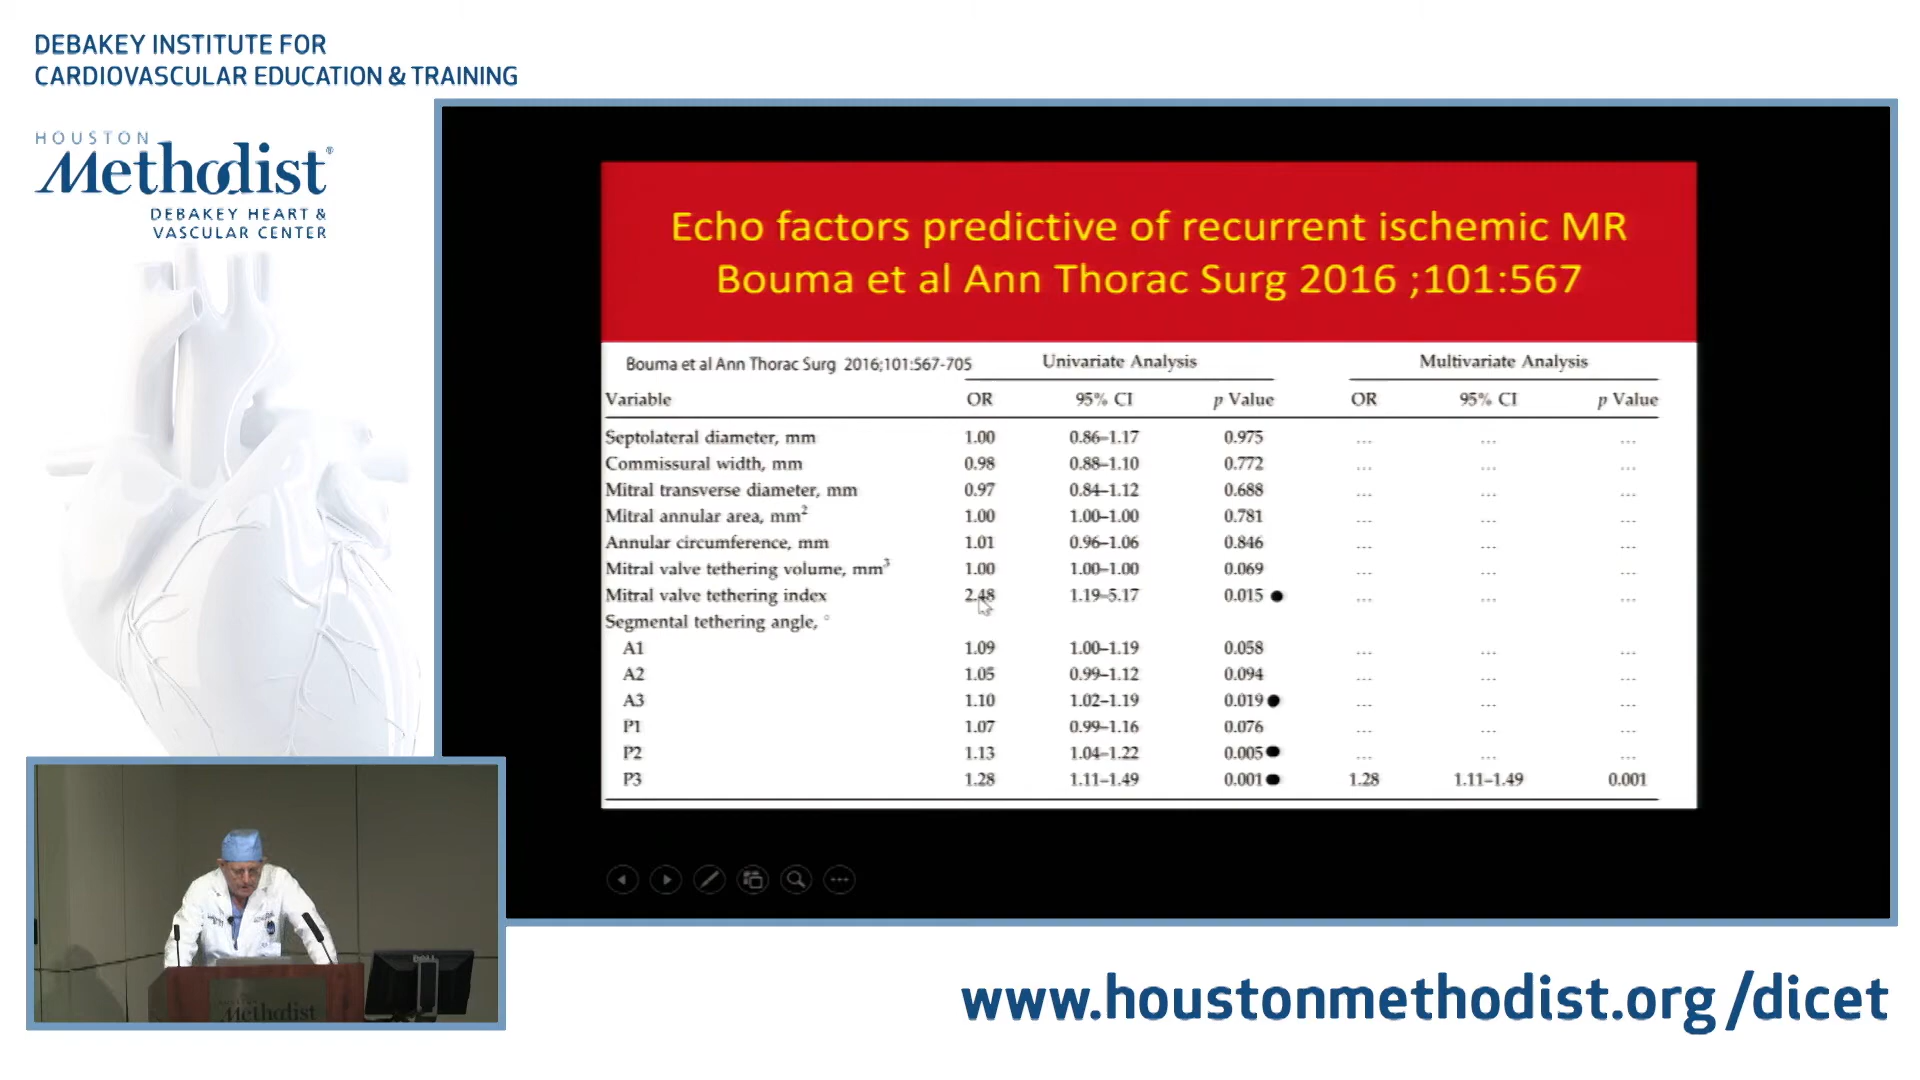 DEBAKEY INSTITUTE FOR
CARDIOVASCULAR EDUCATION & TRAINING
HOUSTON
Methodist®
DEBAKEY HEART &
VASCULAR CENTER
Echo factors predictive of recurrent ischemic MR
Bouma et al Ann Thorac Surg 2016 ;101:567
Bouma et al Ann Thorac Surg 2016;101:567-705 Univariate Analysis Multivariate Analysis
Variable OR 95% CI p Value OR 95% CI p Value
Septolateral diameter, mm 1.00 0.86–1.17 0.975 ... ... ...
Commissural width, mm 0.98 0.88–1.10 0.772 ... ... ...
Mitral transverse diameter, mm 0.97 0.84–1.12 0.688 ... ... ...
Mitral annular area, mm² 1.00 1.00–1.00 0.781 ... ... ...
Annular circumference, mm 1.01 0.96–1.06 0.846 ... ... ...
Mitral valve tethering volume, mm³ 1.00 1.00–1.00 0.069 ... ... ...
Mitral valve tethering index 2.48 1.19–5.17 0.015 ● ... ... ...
Segmental tethering angle, °
A1 1.09 1.00–1.19 0.058 ... ... ...
A2 1.05 0.99–1.12 0.094 ... ... ...
A3 1.10 1.02–1.19 0.019 ● ... ... ...
P1 1.07 0.99–1.16 0.076 ... ... ...
P2 1.13 1.04–1.22 0.005 ● ... ... ...
P3 1.28 1.11–1.49 0.001 ● 1.28 1.11–1.49 0.001
DELL
Methodist
www.houstonmethodist.org/dicet